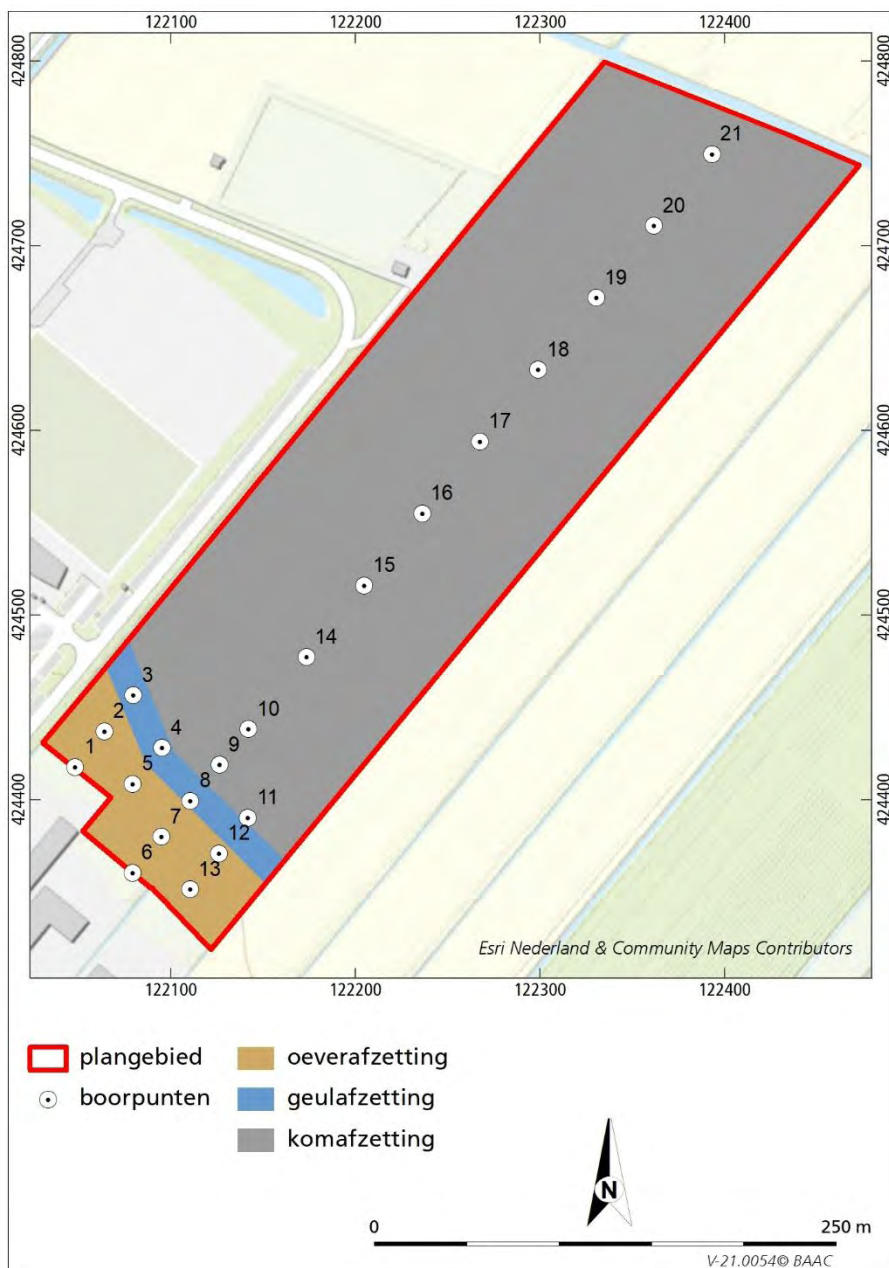 122100 122200 122300 122400
424800
424800
21
20
424700
424700
19
18
17
424600
424600
16
15
424500
424500
14
3
2
10
4
1
9
5
8
424400
424400
11
7
12
6
13
Esri Nederland & Community Maps Contributors
122100 122200 122300 122400
plangebied
oeverafzetting
boorpunten
geulafzetting
komafzetting
N
0 250 m
V-21.0054© BAAC